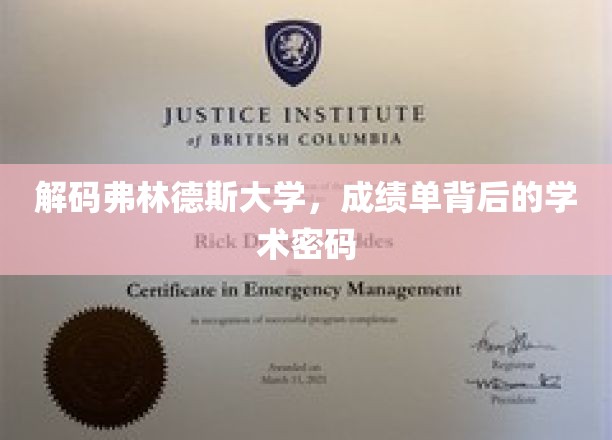 JUSTICE INSTITUTE
of BRITISH COLUMBIA
解码弗林德斯大学，成绩单背后的学
术密码
Rick
Certificate in Emergency Management
in recognition of successful program completion
Awarded on
March 13, 2021
Registrar
President